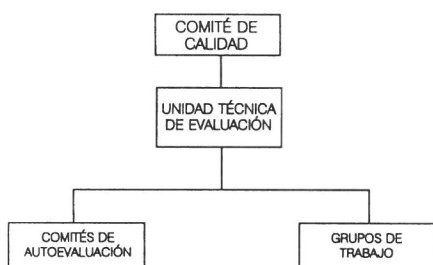 COMITÉ DE
CALIDAD
UNIDAD TÉCNICA
DE EVALUACIÓN
COMITÉS DE
AUTOEVALUACIÓN
GRUPOS DE
TRABAJO